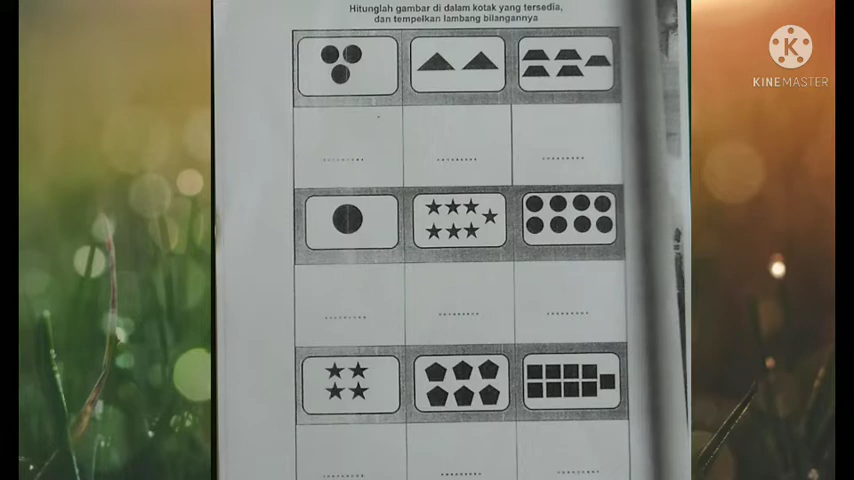 Hitunglah gambar di dalam kotak yang tersedia,
dan tempelkan lambang bilangannya
K
KINEMASTER